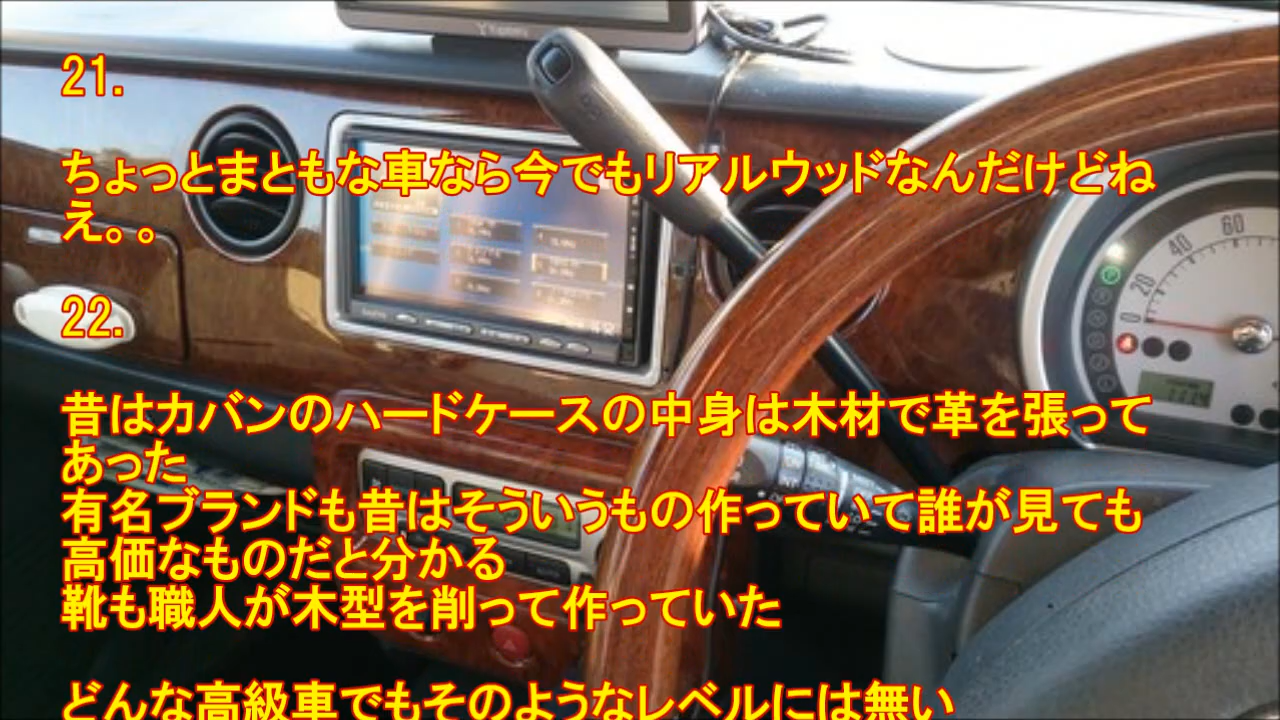 21.
ちょっとまともな車なら今でもリアルウッドなんだけどね
え。。
22.
昔はカバンのハードケースの中身は木材で革を張って
あった
有名ブランドも昔はそういうもの作っていて誰が見ても
高価なものだと分かる
靴も職人が木型を削って作っていた
どんな高級車でもそのようなレベルには無い
0
20
40
60